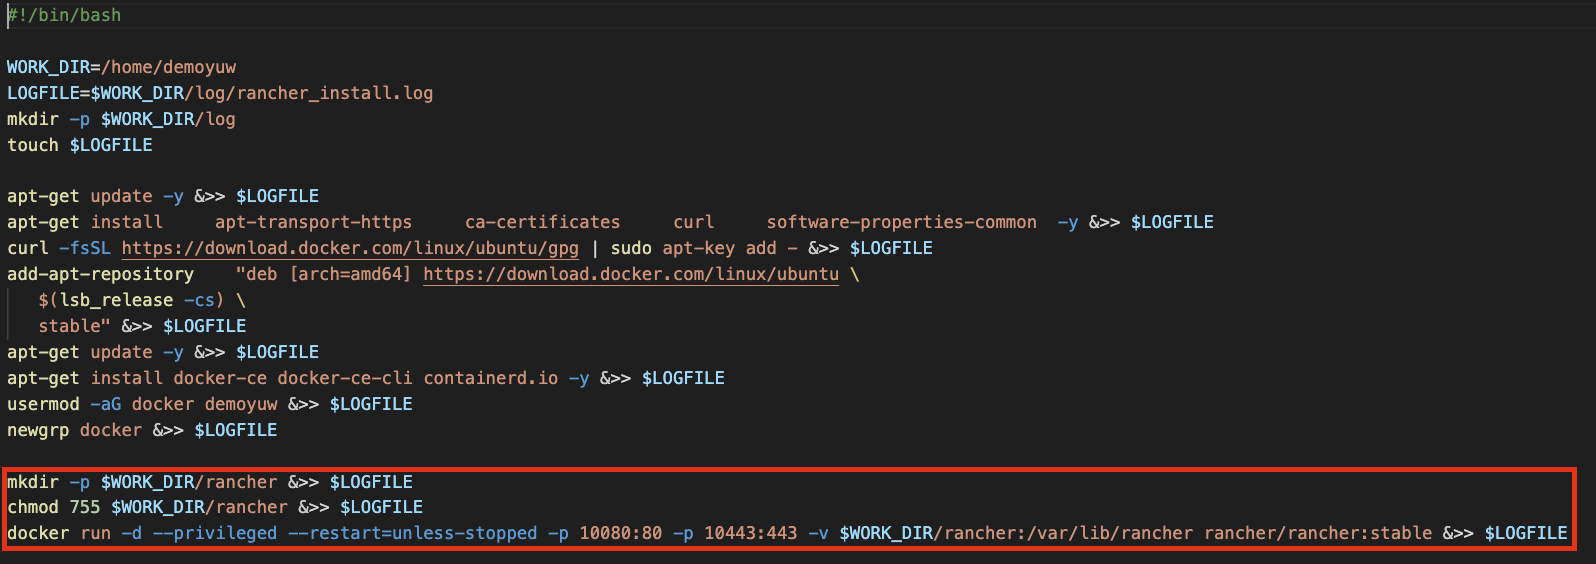 #!/bin/bash
WORK_DIR=/home/demoyuw
LOGFILE=$WORK_DIR/log/rancher_install.log
mkdir -p $WORK_DIR/log
touch $LOGFILE
apt-get update -y &>> $LOGFILE
apt-get install     apt-transport-https     ca-certificates     curl     software-properties-common  -y &>> $LOGFILE
curl -fsSL https://download.docker.com/linux/ubuntu/gpg | sudo apt-key add - &>> $LOGFILE
add-apt-repository    "deb [arch=amd64] https://download.docker.com/linux/ubuntu \
   $(lsb_release -cs) \
   stable" &>> $LOGFILE
apt-get update -y &>> $LOGFILE
apt-get install docker-ce docker-ce-cli containerd.io -y &>> $LOGFILE
usermod -aG docker demoyuw &>> $LOGFILE
newgrp docker &>> $LOGFILE
mkdir -p $WORK_DIR/rancher &>> $LOGFILE
chmod 755 $WORK_DIR/rancher &>> $LOGFILE
docker run -d --privileged --restart=unless-stopped -p 10080:80 -p 10443:443 -v $WORK_DIR/rancher:/var/lib/rancher rancher/rancher:stable &>> $LOGFILE